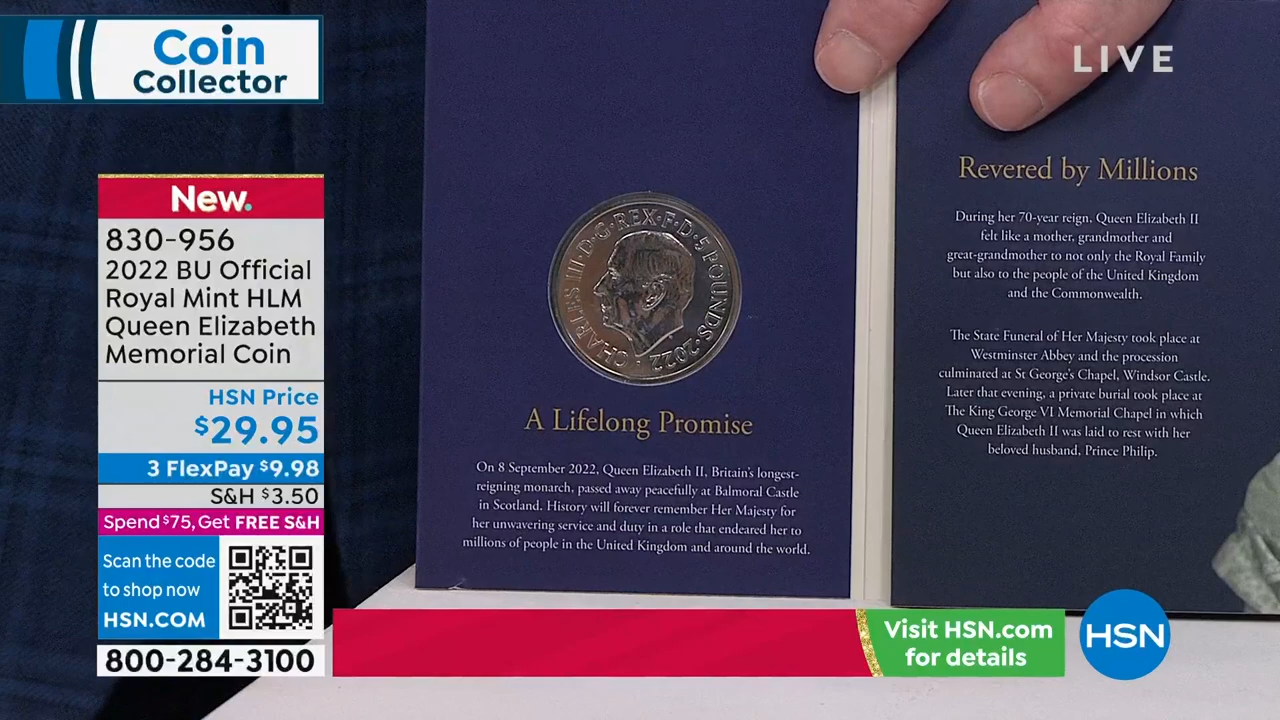 Coin
Collector
LIVE
New.
830-956
2022 BU Official
Royal Mint HLM
Queen Elizabeth
Memorial Coin
HSN Price
$29.95
3 FlexPay $9.98
S&H $3.50
Spend $75, Get FREE S&H
Scan the code
to shop now
HSN.COM
800-284-3100
CHARLES III·D·G·REX·F·D·5 POUNDS·2022
A Lifelong Promise
On 8 September 2022, Queen Elizabeth II, Britain's longest-
reigning monarch, passed away peacefully at Balmoral Castle
in Scotland. History will forever remember Her Majesty for
her unwavering service and duty in a role that endeared her to
millions of people in the United Kingdom and around the world.
Revered by Millions
During her 70-year reign, Queen Elizabeth II
felt like a mother, grandmother and
great-grandmother to not only the Royal Family
but also to the people of the United Kingdom
and the Commonwealth.
The State Funeral of Her Majesty took place at
Westminster Abbey and the procession
culminated at St George's Chapel, Windsor Castle.
Later that evening, a private burial took place at
The King George VI Memorial Chapel in which
Queen Elizabeth II was laid to rest with her
beloved husband, Prince Philip.
Visit HSN.com
for details
HSN